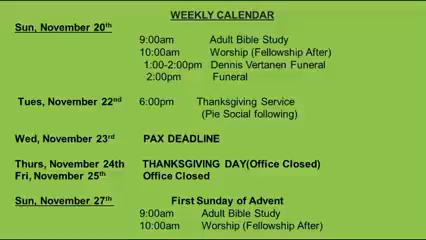 WEEKLY CALENDAR
Sun, November 20th
9:00am Adult Bible Study
10:00am Worship (Fellowship After)
1:00-2:00pm Dennis Vertanen Funeral
2:00pm Funeral
Tues, November 22nd 6:00pm Thanksgiving Service
(Pie Social following)
Wed, November 23rd PAX DEADLINE
Thurs, November 24th THANKSGIVING DAY(Office Closed)
Fri, November 25th Office Closed
Sun, November 27th First Sunday of Advent
9:00am Adult Bible Study
10:00am Worship (Fellowship After)